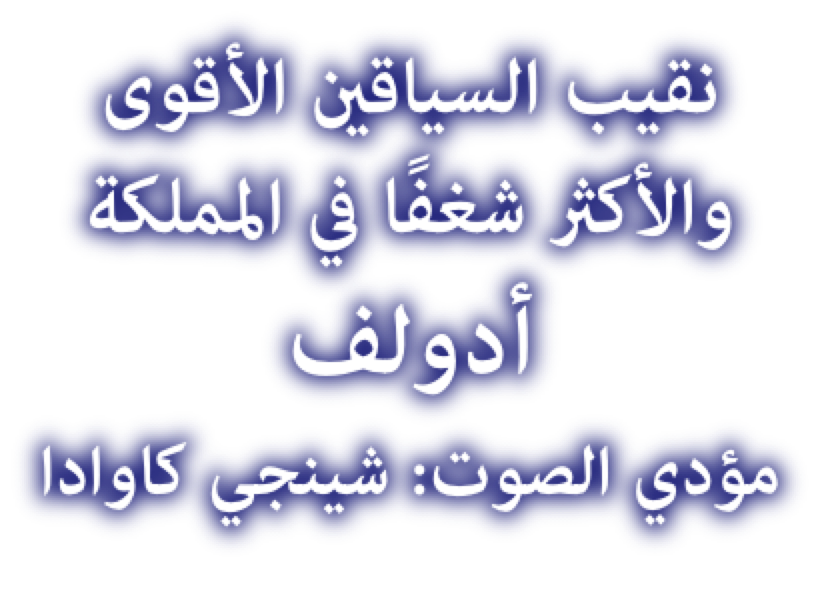 نقيب السياقين الأقوى
والأكثر شغفًا في المملكة
أدولف
مؤدي الصوت: شينجي كاوادا